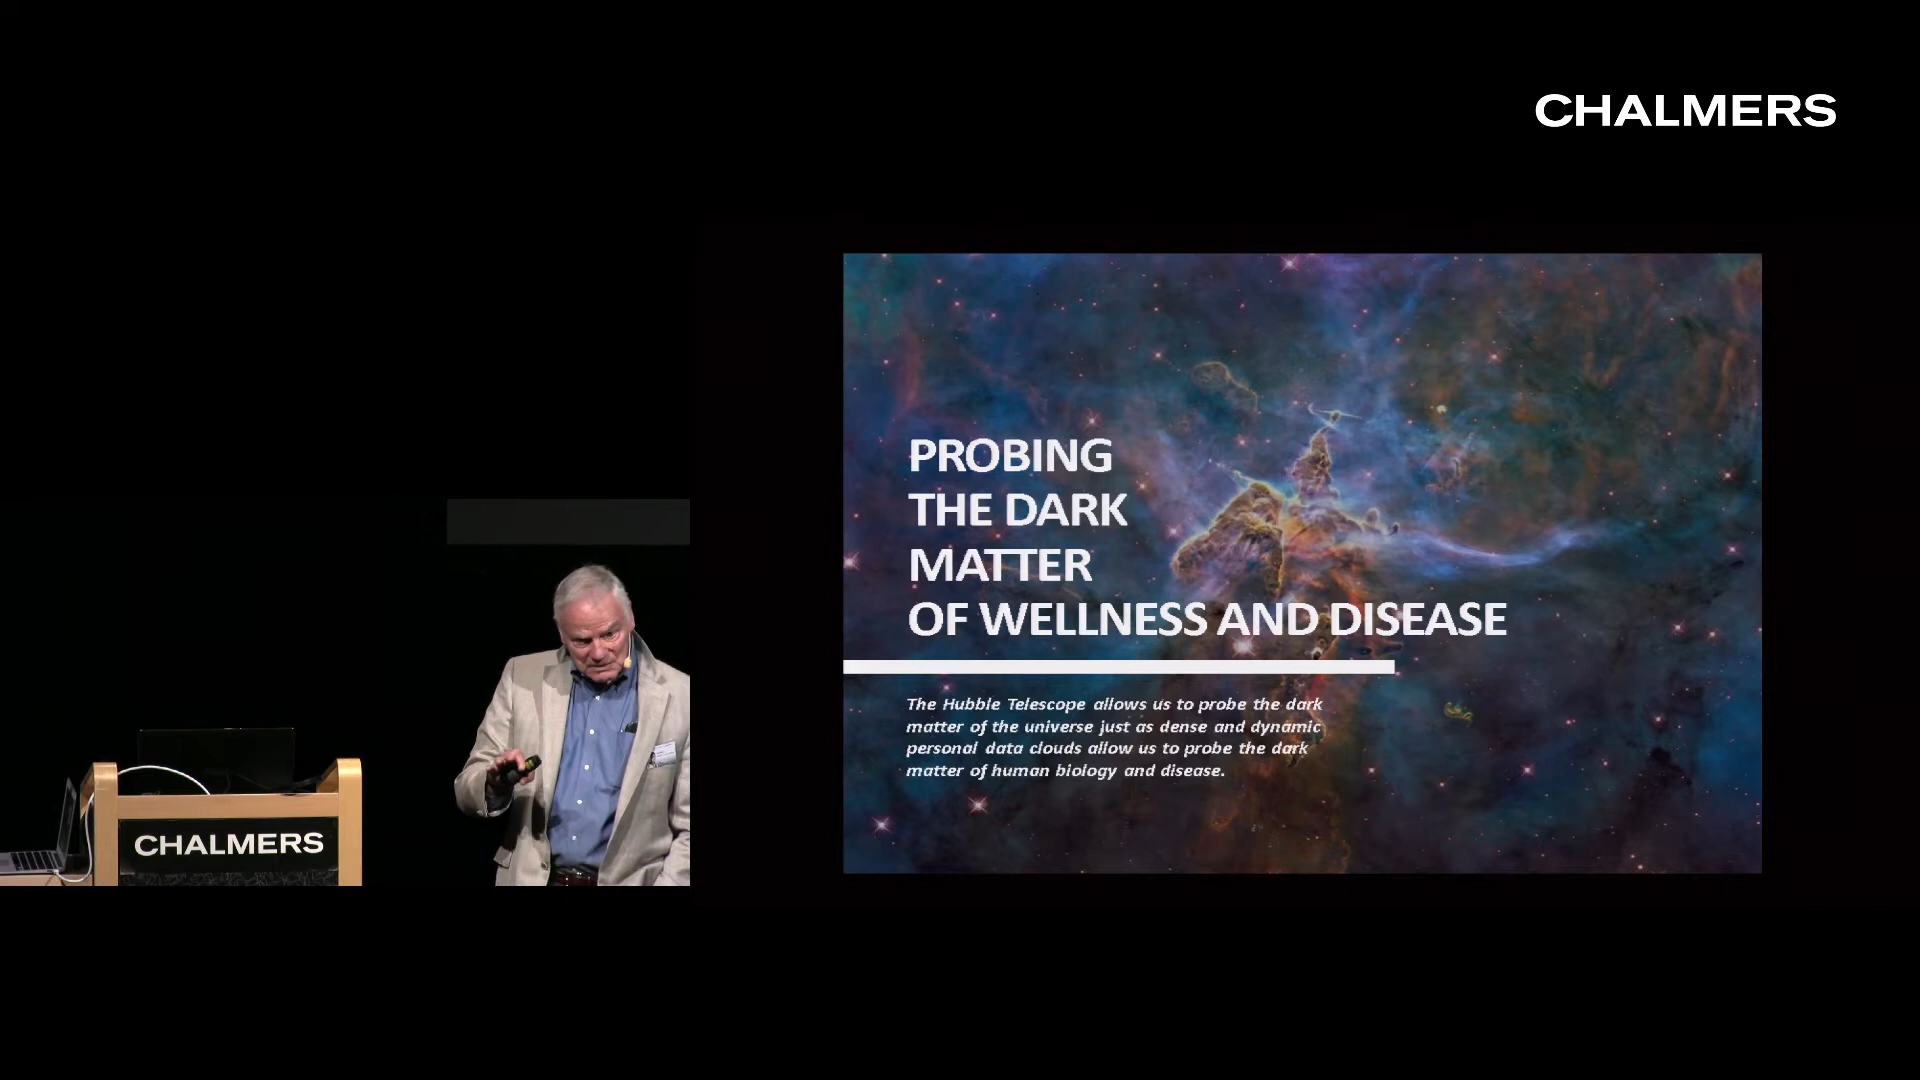 CHALMERS
PROBING
THE DARK
MATTER
OF WELLNESS AND DISEASE
The Hubble Telescope allows us to probe the dark
matter of the universe just as dense and dynamic
personal data clouds allow us to probe the dark
matter of human biology and disease.
CHALMERS